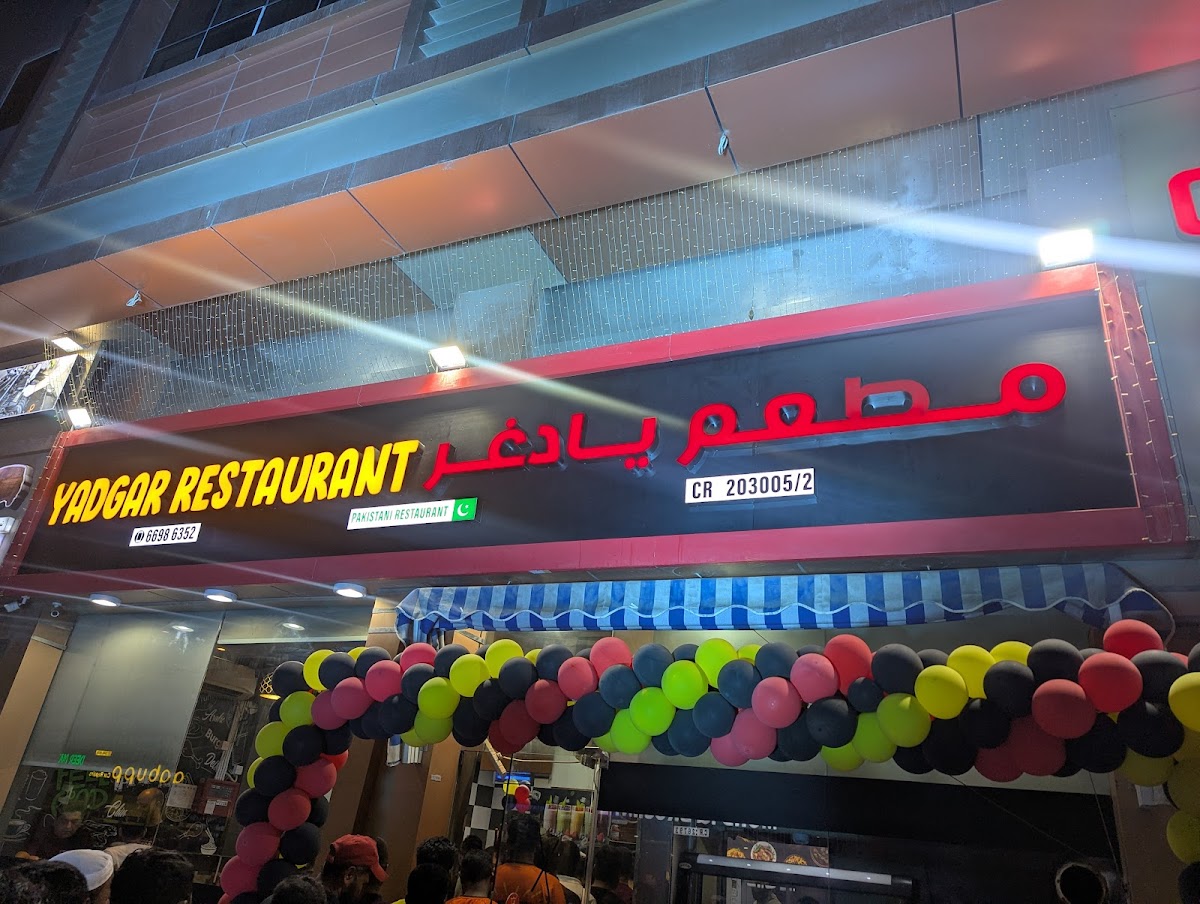 YADGAR RESTAURANT مطعم يادغر
6698 6352
PAKISTANI RESTAURANT
CR 203005/2